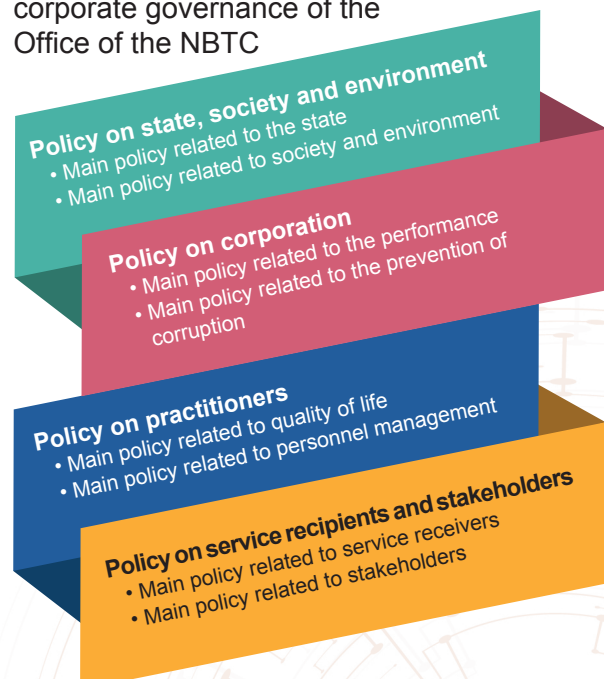 corporate governance of the
Office of the NBTC
Policy on state, society and environment
• Main policy related to the state
• Main policy related to society and environment
Policy on corporation
• Main policy related to the performance
• Main policy related to the prevention of
corruption
Policy on practitioners
• Main policy related to quality of life
• Main policy related to personnel management
Policy on service recipients and stakeholders
• Main policy related to service receivers
• Main policy related to stakeholders